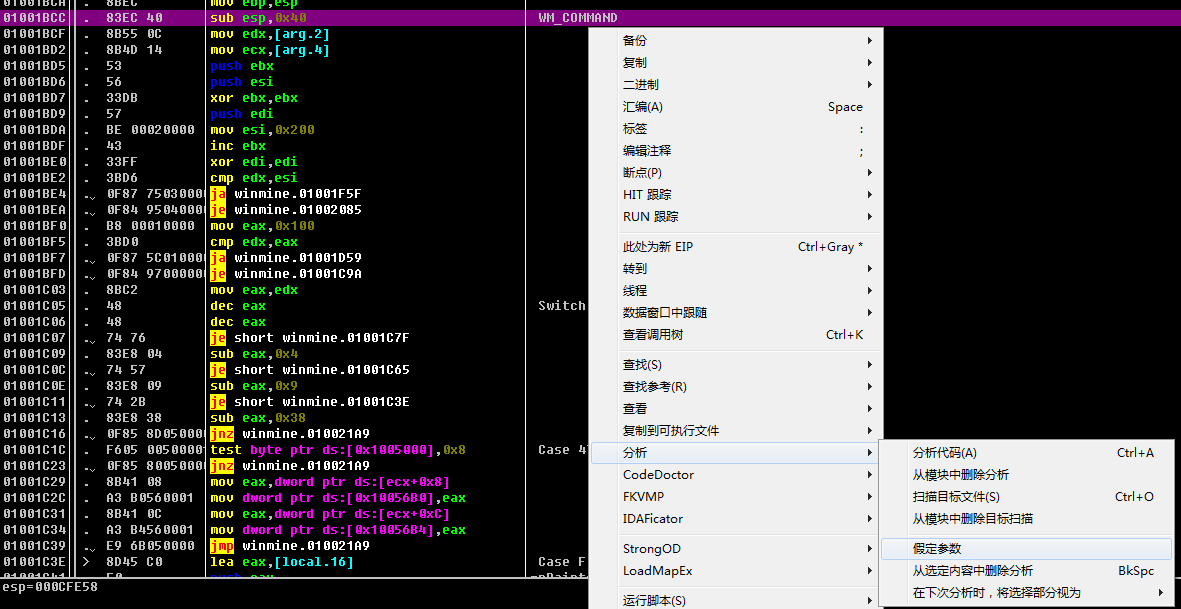 01001BCA . 8BEC mov ebp,esp
01001BCC . 83EC 40 sub esp,0x40 WM_COMMAND
01001BCF . 8B55 0C mov edx,[arg.2]
01001BD2 . 8B4D 14 mov ecx,[arg.4]
01001BD5 . 53 push ebx
01001BD6 . 56 push esi
01001BD7 . 33DB xor ebx,ebx
01001BD9 . 57 push edi
01001BDA . BE 00020000 mov esi,0x200
01001BDF . 43 inc ebx
01001BE0 . 33FF xor edi,edi
01001BE2 . 3BD6 cmp edx,esi
01001BE4 . 0F87 75030000 ja winmine.01001F5F
01001BEA . 0F84 95040000 je winmine.01002085
01001BF0 . B8 00010000 mov eax,0x100
01001BF5 . 3BD0 cmp edx,eax
01001BF7 . 0F87 5C010000 ja winmine.01001D59
01001BFD . 0F84 97000000 je winmine.01001C9A
01001C03 . 8BC2 mov eax,edx
01001C05 . 48 dec eax Switch
01001C06 . 48 dec eax
01001C07 . 74 76 je short winmine.01001C7F
01001C09 . 83E8 04 sub eax,0x4
01001C0C . 74 57 je short winmine.01001C65
01001C0E . 83E8 09 sub eax,0x9
01001C11 . 74 2B je short winmine.01001C3E
01001C13 . 83E8 38 sub eax,0x38
01001C16 . 0F85 8D050000 jnz winmine.010021A9
01001C1C . F605 00500001 test byte ptr ds:[0x1005000],0x8 Case 4
01001C23 . 0F85 80050000 jnz winmine.010021A9
01001C29 . 8B41 08 mov eax,dword ptr ds:[ecx+0x8]
01001C2C . A3 B0560001 mov dword ptr ds:[0x10056B0],eax
01001C31 . 8B41 0C mov eax,dword ptr ds:[ecx+0xC]
01001C34 . A3 B4560001 mov dword ptr ds:[0x10056B4],eax
01001C39 . E9 6B050000 jmp winmine.010021A9
01001C3E > 8D45 C0 lea eax,[local.16] Case F
esp=000CFE58
备份
复制
二进制
汇编(A) Space
标签 :
编辑注释 ;
断点(P)
HIT 跟踪
RUN 跟踪
此处为新 EIP Ctrl+Gray *
转到
线程
数据窗口中跟随
查看调用树 Ctrl+K
查找(S)
查找参考(R)
查看
复制到可执行文件
分析
CodeDoctor
FKVMP
IDAFicator
StrongOD
LoadMapEx
运行脚本(S)
分析代码(A) Ctrl+A
从模块中删除分析
扫描目标文件(S) Ctrl+O
从模块中删除目标扫描
假定参数
从选定内容中删除分析 BkSpc
在下次分析时，将选择部分视为